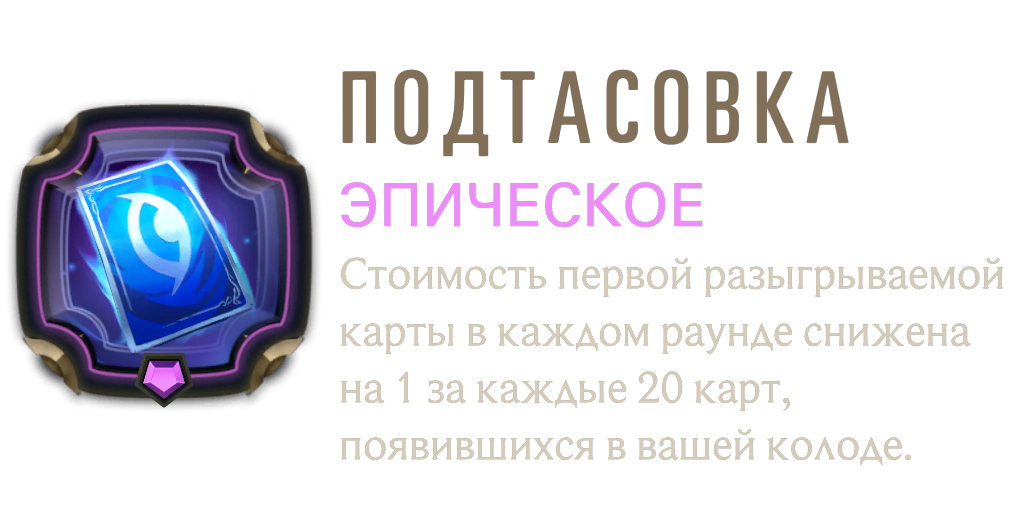 ПОДТАСОВКА
ЭПИЧЕСКОЕ
Стоимость первой разыгрываемой
карты в каждом раунде снижена
на 1 за каждые 20 карт,
появившихся в вашей колоде.